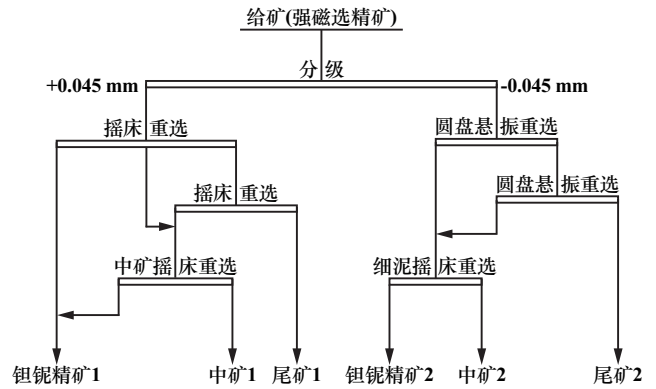 给矿(强磁选精矿)
分级
+0.045 mm
-0.045 mm
摇床重选
圆盘悬振重选
摇床重选
圆盘悬振重选
中矿摇床重选
细泥摇床重选
钽铌精矿1
中矿1
尾矿1
钽铌精矿2
中矿2
尾矿2